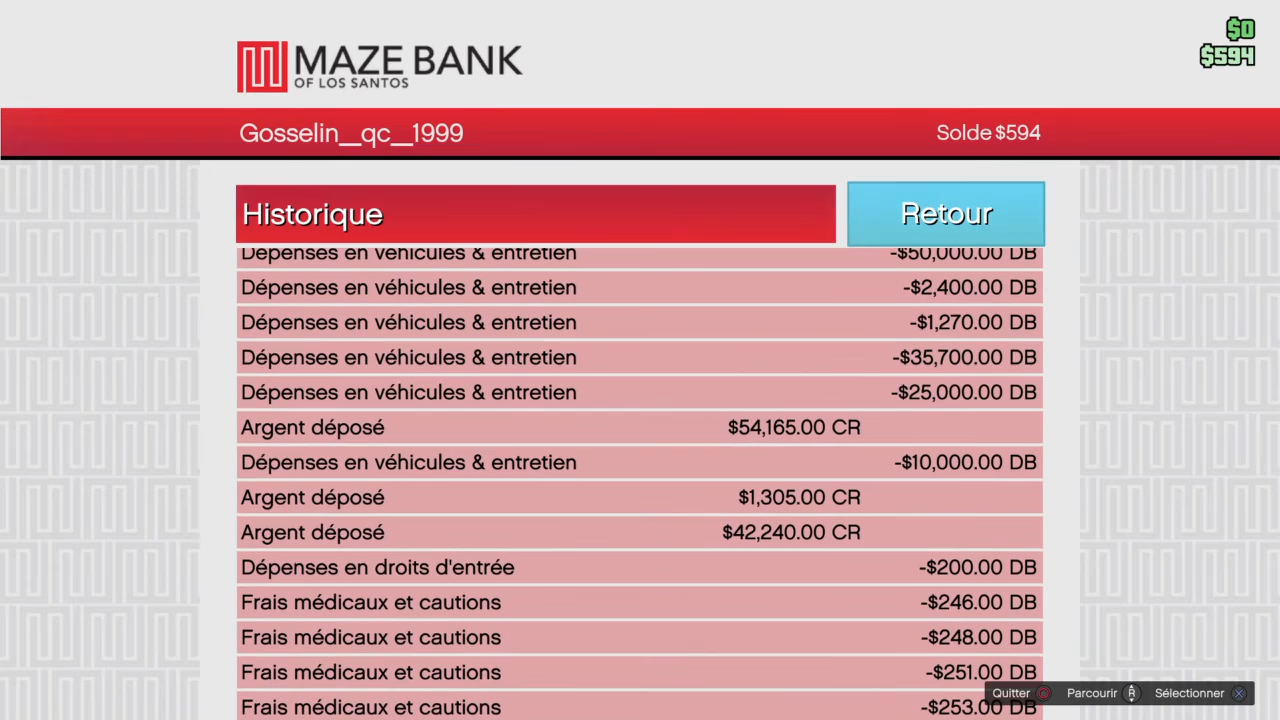 $0
$594
MAZE BANK
OF LOS SANTOS
Gosselin__qc__1999 Solde $594
Historique Retour
Dépenses en véhicules & entretien -$50,000.00 DB
Dépenses en véhicules & entretien -$2,400.00 DB
Dépenses en véhicules & entretien -$1,270.00 DB
Dépenses en véhicules & entretien -$35,700.00 DB
Dépenses en véhicules & entretien -$25,000.00 DB
Argent déposé $54,165.00 CR
Dépenses en véhicules & entretien -$10,000.00 DB
Argent déposé $1,305.00 CR
Argent déposé $42,240.00 CR
Dépenses en droits d'entrée -$200.00 DB
Frais médicaux et cautions -$246.00 DB
Frais médicaux et cautions -$248.00 DB
Frais médicaux et cautions -$251.00 DB
Frais médicaux et cautions -$253.00 DB
Quitter Parcourir R Sélectionner